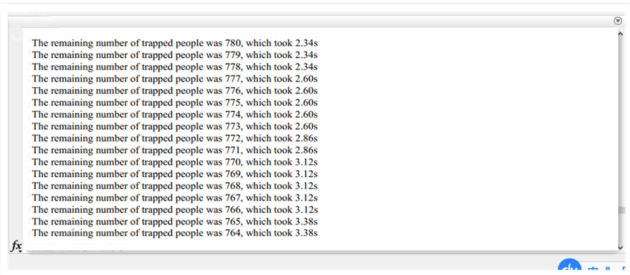 The remaining number of trapped people was 780, which took 2.34s
The remaining number of trapped people was 779, which took 2.34s
The remaining number of trapped people was 778, which took 2.34s
The remaining number of trapped people was 777, which took 2.60s
The remaining number of trapped people was 776, which took 2.60s
The remaining number of trapped people was 775, which took 2.60s
The remaining number of trapped people was 774, which took 2.60s
The remaining number of trapped people was 773, which took 2.60s
The remaining number of trapped people was 772, which took 2.86s
The remaining number of trapped people was 771, which took 2.86s
The remaining number of trapped people was 770, which took 3.12s
The remaining number of trapped people was 769, which took 3.12s
The remaining number of trapped people was 768, which took 3.12s
The remaining number of trapped people was 767, which took 3.12s
The remaining number of trapped people was 766, which took 3.12s
The remaining number of trapped people was 765, which took 3.38s
The remaining number of trapped people was 764, which took 3.38s
fx